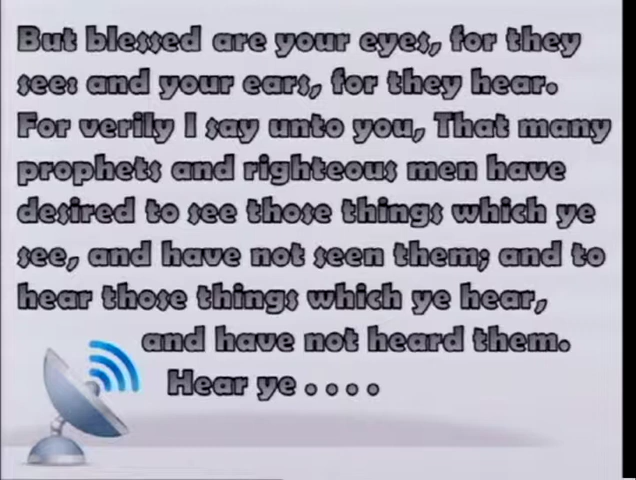 But blessed are your eyes, for they
see: and your ears, for they hear.
For verily I say unto you, That many
prophets and righteous men have
desired to see those things which ye
see, and have not seen them; and to
hear those things which ye hear,
and have not heard them.
Hear ye . . . .